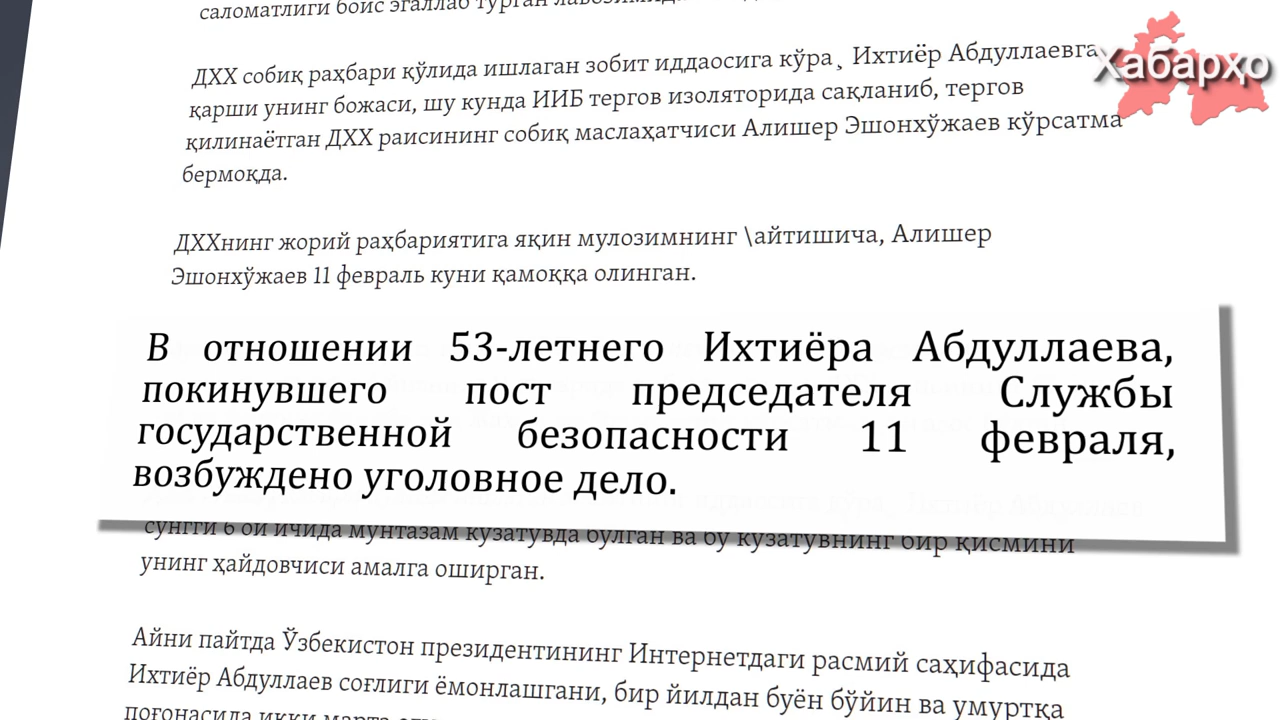 саломатлиги боис эгаллаб турган
ДХХ собиқ раҳбари қўлида ишлаган зобит иддаосига кўра¸ Ихтиёр Абдуллаевга
Хабарҳо
қарши унинг божаси, шу кунда ИИБ тергов изоляторида сақланиб, тергов
қилинаётган ДХХ раисининг собиқ маслаҳатчиси Алишер Эшонхўжаев кўрсатма
бермоқда.
ДХХнинг жорий раҳбариятига яқин мулозимнинг \айтишича, Алишер
Эшонхўжаев 11 февраль куни қамоққа олинган.
В отношении 53-летнего Ихтиёра Абдуллаева,
покинувшего пост председателя Службы
государственной безопасности 11 февраля,
возбуждено уголовное дело.
сўнгги 6 ой ичида мунтазам кузатувда бўлган ва бу кузатувнинг бир қисмини
унинг ҳайдовчиси амалга оширган.
Айни пайтда Ўзбекистон президентининг Интернетдаги расмий саҳифасида
Ихтиёр Абдуллаев соғлиги ёмонлашгани, бир йилдан буён бўйин ва умуртқа
поғонасида икки марта